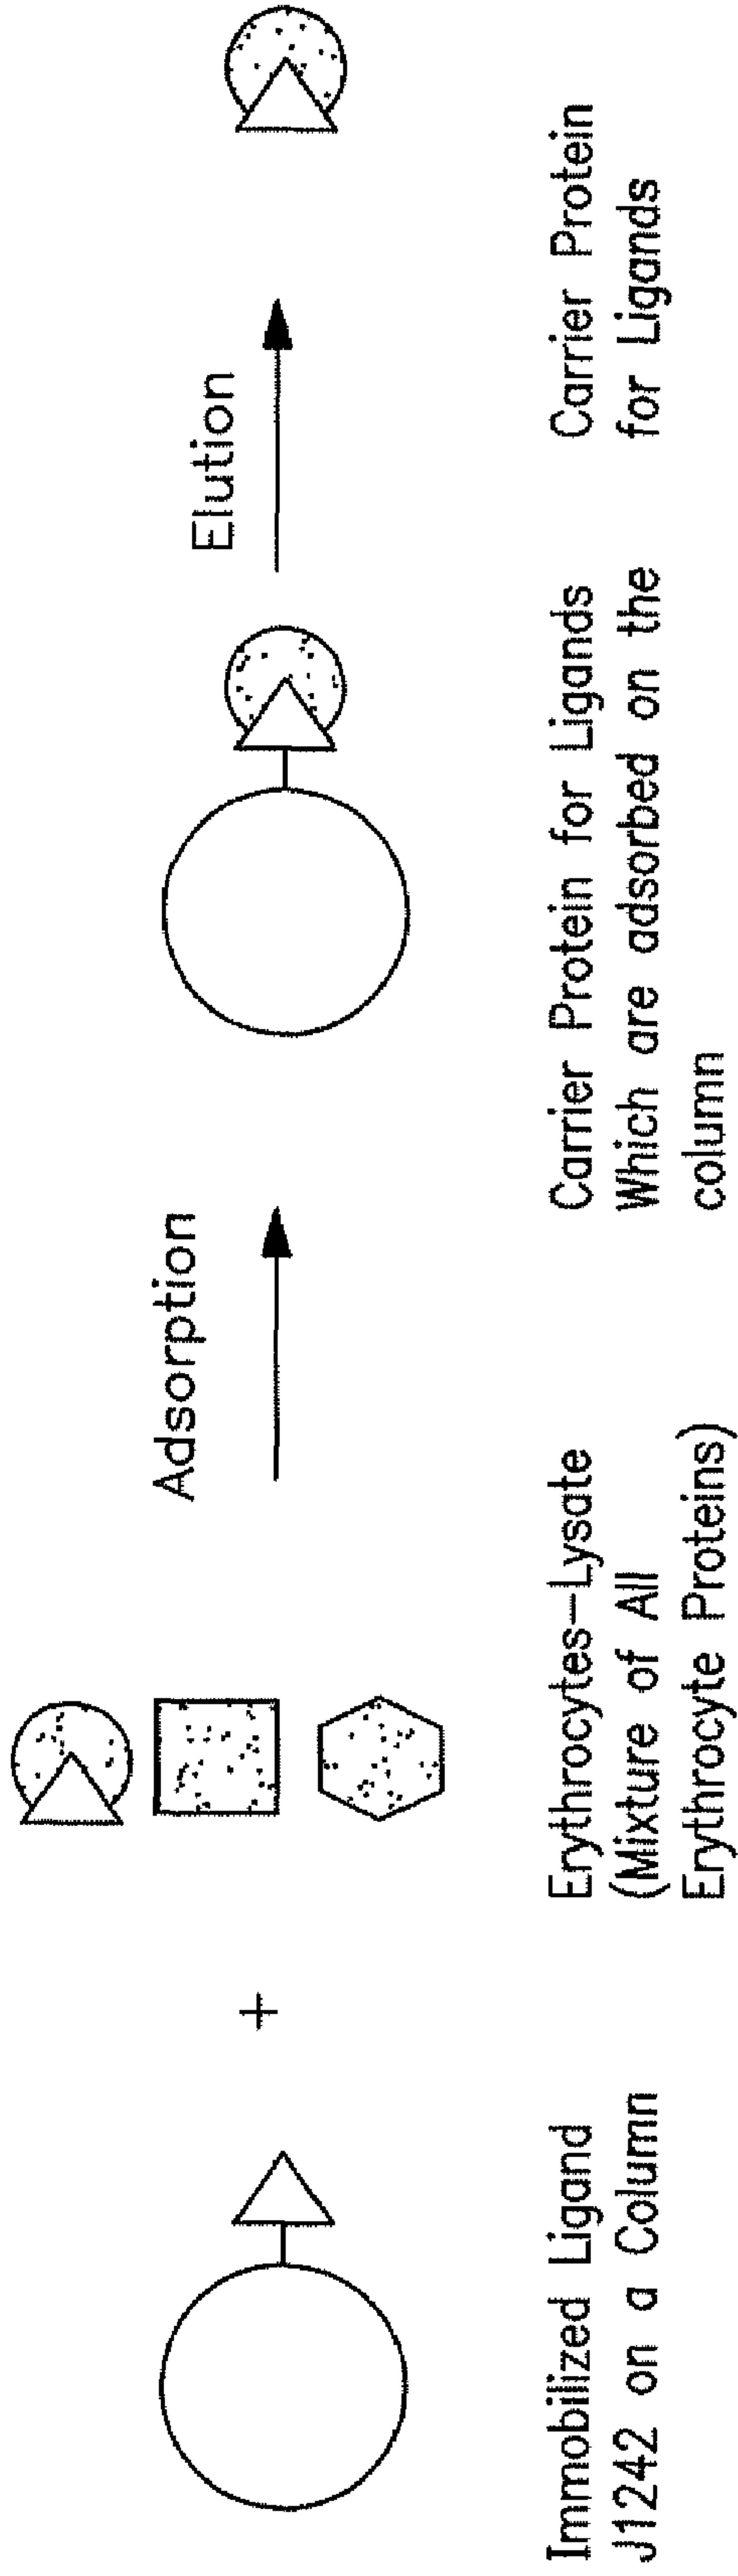 Adsorption
Elution
+
Immobilized Ligand
J1242 on a Column
Erythrocytes-Lysate
(Mixture of All
Erythrocyte Proteins)
Carrier Protein for Ligands
Which are adsorbed on the
column
Carrier Protein
for Ligands